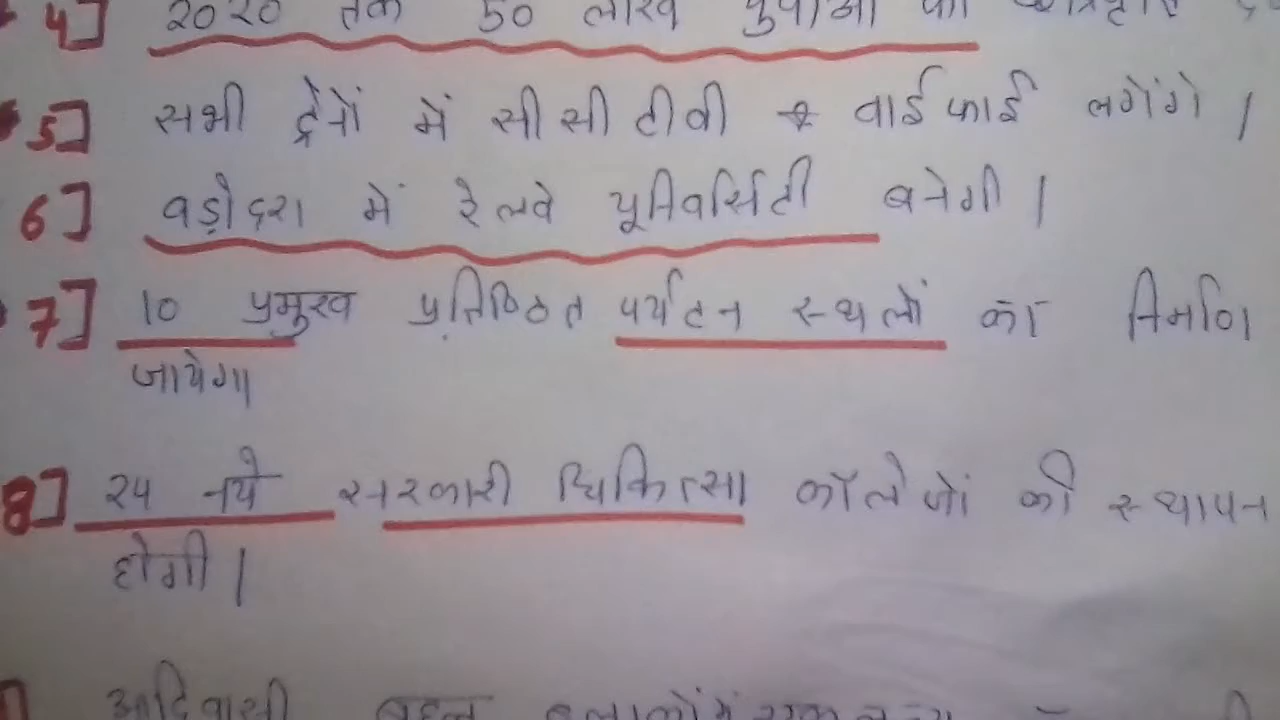 4] 2020 तक 50 लाख युवाओं को
5] सभी ट्रेनों में सीसीटीवी व वाईफाई लगेंगे।
6] वड़ोदरा में रेलवे यूनिवर्सिटी बनेगी।
7] 10 प्रमुख प्रतिष्ठित पर्यटन स्थलों का निर्माण
जायेगा
8] 24 नये सरकारी चिकित्सा कॉलेजों की स्थापन
होगी।
आदिवासी